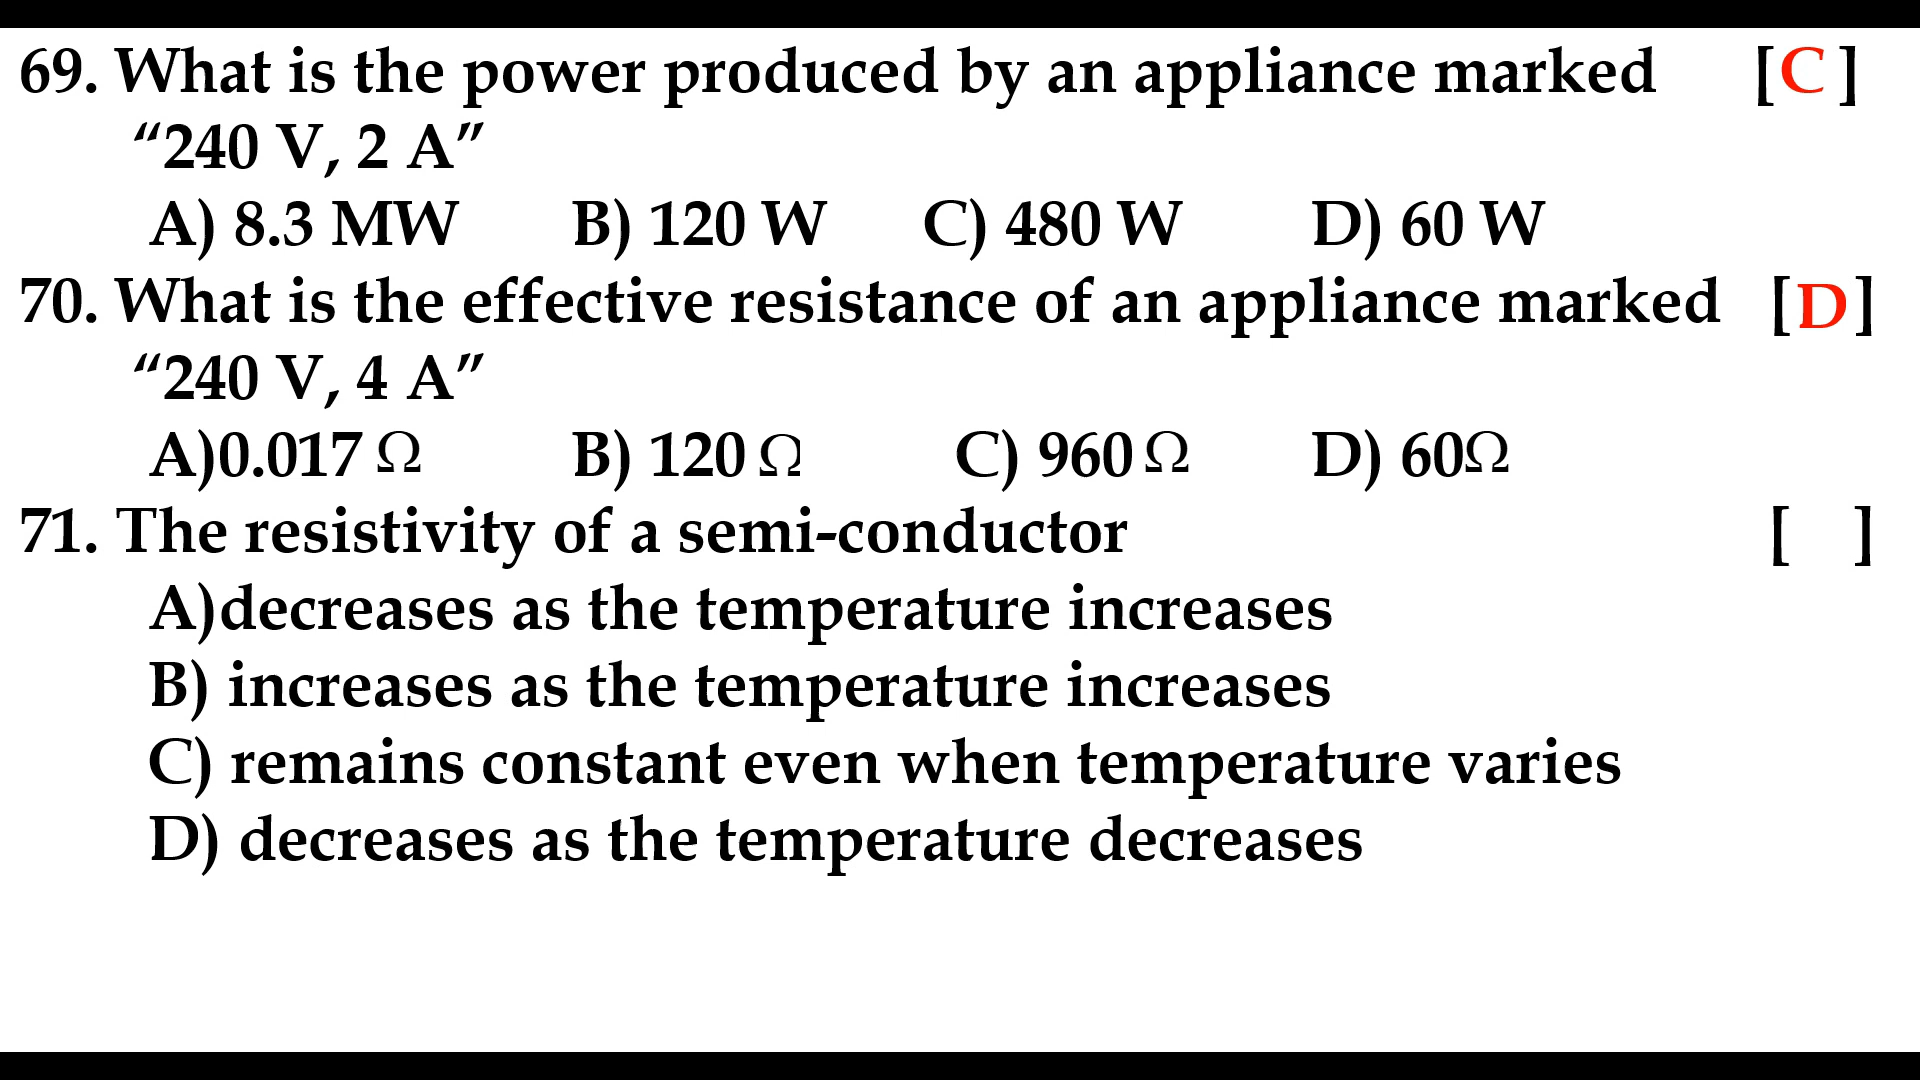 69. What is the power produced by an appliance marked [C]
“240 V, 2 A”
A) 8.3 MW B) 120 W C) 480 W D) 60 W
70. What is the effective resistance of an appliance marked [D]
“240 V, 4 A”
A)0.017 Ω B) 120 Ω C) 960 Ω D) 60Ω
71. The resistivity of a semi-conductor [ ]
A)decreases as the temperature increases
B) increases as the temperature increases
C) remains constant even when temperature varies
D) decreases as the temperature decreases